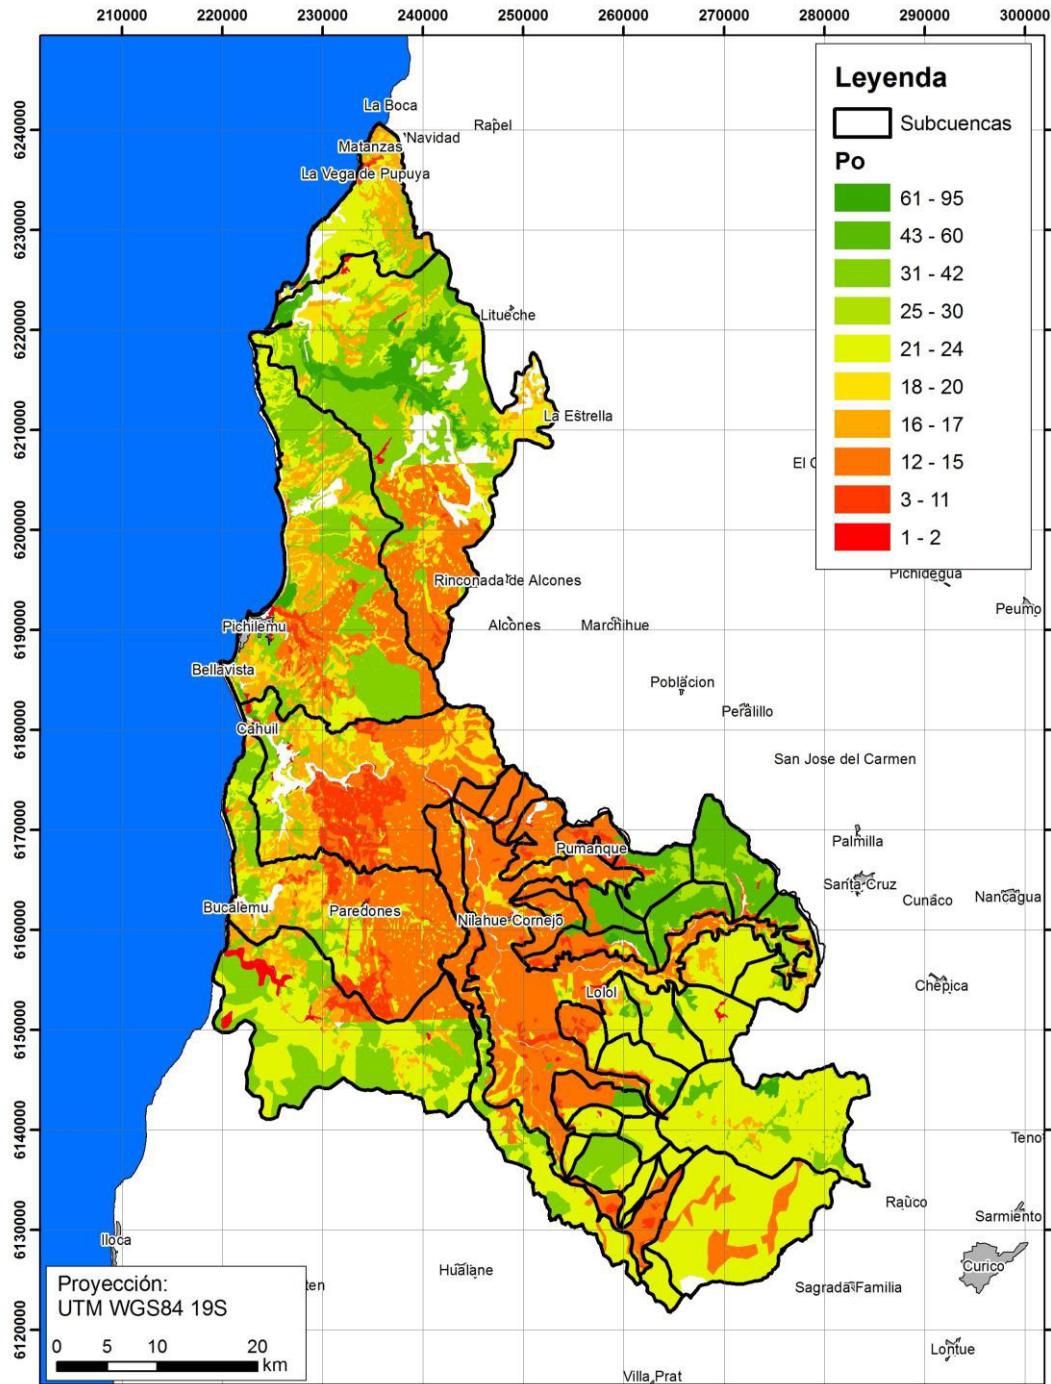 210000 220000 230000 240000 250000 260000 270000 280000 290000 300000
6240000
6230000
6220000
6210000
6200000
6190000
6180000
6170000
6160000
6150000
6140000
6130000
6120000
Leyenda
Subcuencas
Po
61 - 95
43 - 60
31 - 42
25 - 30
21 - 24
18 - 20
16 - 17
12 - 15
3 - 11
1 - 2
La Boca
Rapel
Navidad
Matanzas
La Vega de Pupuya
Litueche
La Estrella
El
Rinconada de Alcones
Pichidegua
Peumo
Pichilemu
Alcones
Marchihue
Bellavista
Poblacion
Peralillo
Cahuil
San Jose del Carmen
Pumanque
Palmilla
Santa Cruz
Cunaco
Nancagua
Bucalemu
Paredones
Nilahue Cornejo
Lolol
Chepica
Teno
Rauco
Sarmiento
Iloca
Hualane
Curico
ten
Sagrada Familia
Lontue
Villa Prat
Proyección:
UTM WGS84 19S
0 5 10 20
km